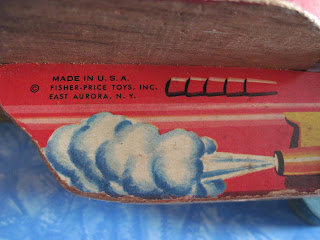 MADE IN U. S. A.
© FISHER-PRICE TOYS, INC.
EAST AURORA, N. Y.